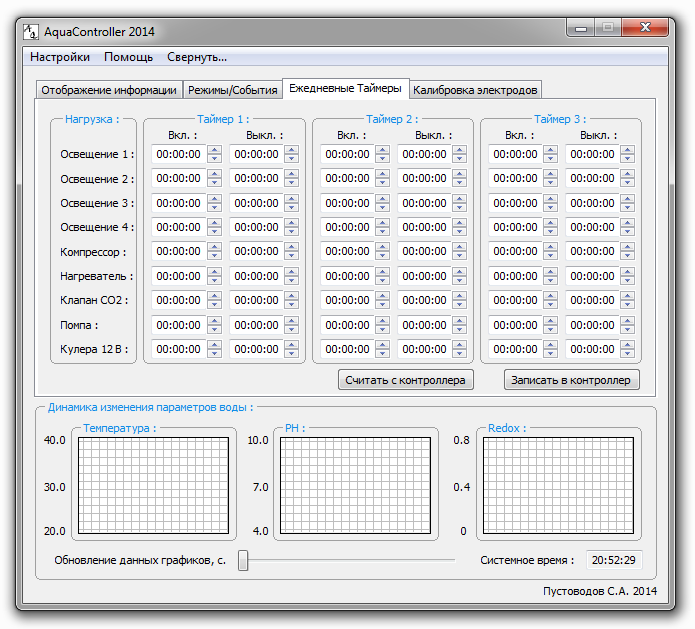 AquaController 2014
Настройки Помощь Свернуть...
Отображение информации Режимы/События Ежедневные Таймеры Калибровка электродов
Нагрузка : Таймер 1 : Таймер 2 : Таймер 3 :
Вкл. : Выкл. : Вкл. : Выкл. : Вкл. : Выкл. :
Освещение 1 : 00:00:00 00:00:00 00:00:00 00:00:00 00:00:00 00:00:00
Освещение 2 : 00:00:00 00:00:00 00:00:00 00:00:00 00:00:00 00:00:00
Освещение 3 : 00:00:00 00:00:00 00:00:00 00:00:00 00:00:00 00:00:00
Освещение 4 : 00:00:00 00:00:00 00:00:00 00:00:00 00:00:00 00:00:00
Компрессор : 00:00:00 00:00:00 00:00:00 00:00:00 00:00:00 00:00:00
Нагреватель : 00:00:00 00:00:00 00:00:00 00:00:00 00:00:00 00:00:00
Клапан CO2 : 00:00:00 00:00:00 00:00:00 00:00:00 00:00:00 00:00:00
Помпа : 00:00:00 00:00:00 00:00:00 00:00:00 00:00:00 00:00:00
Кулера 12 В : 00:00:00 00:00:00 00:00:00 00:00:00 00:00:00 00:00:00
Считать с контроллера Записать в контроллер
Динамика изменения параметров воды :
Температура : PH : Redox :
40.0 10.0 0.8
30.0 7.0 0.4
20.0 4.0 0
Обновление данных графиков, с. Системное время : 20:52:29
Пустоводов С.А. 2014